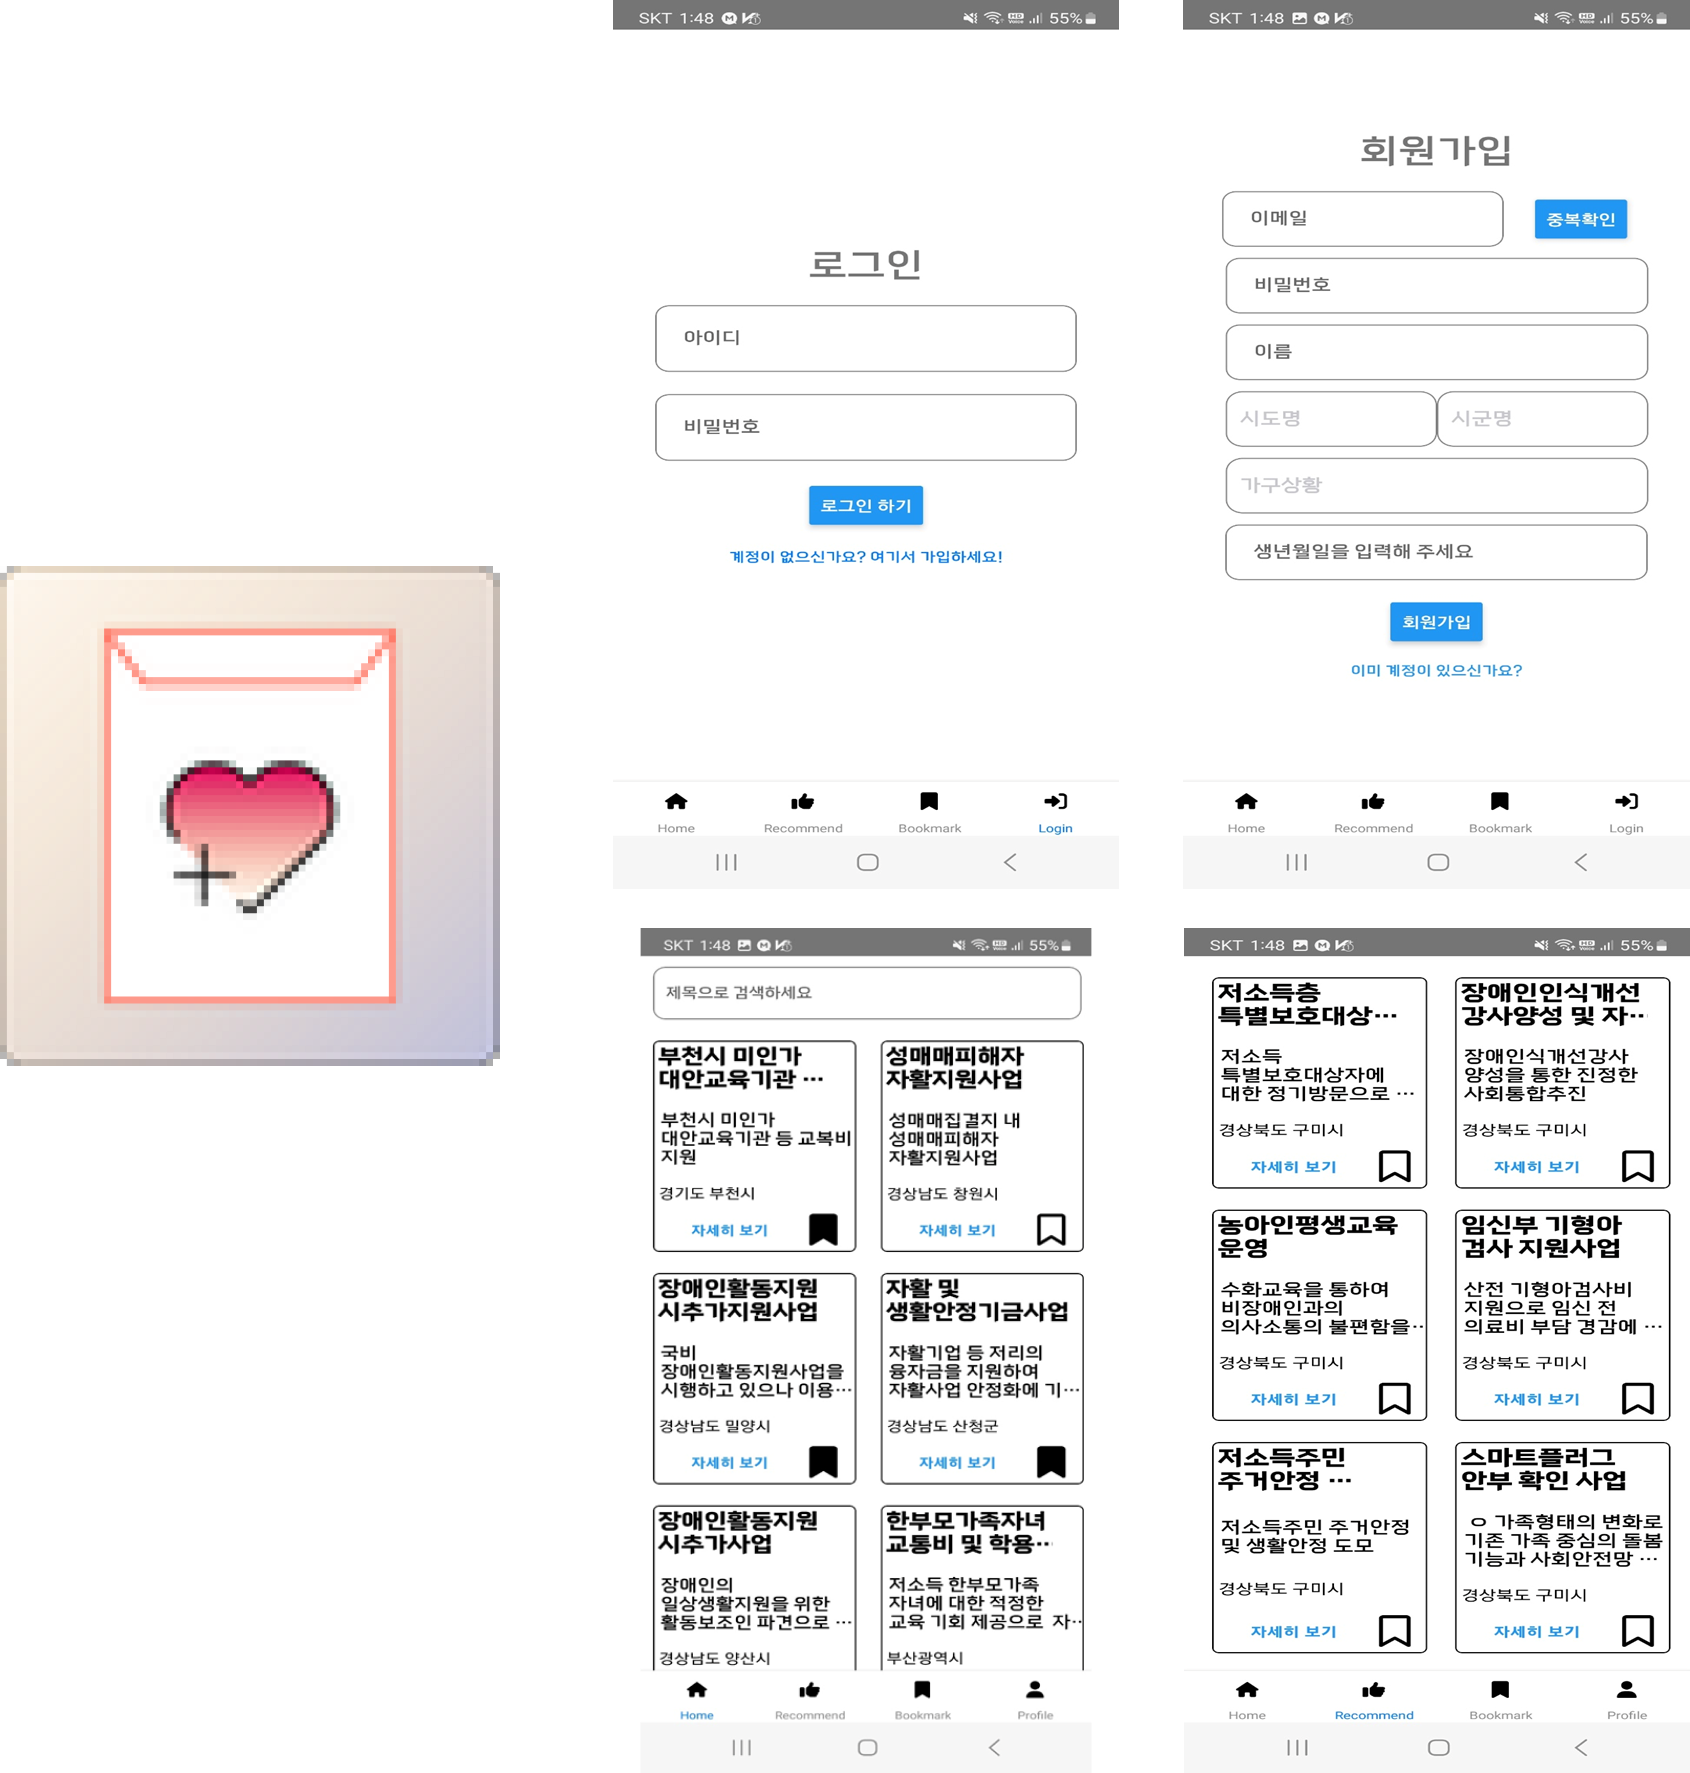 SKT 1:48
55%
로그인
아이디
비밀번호
로그인 하기
계정이 없으신가요? 여기서 가입하세요!
Home
Recommend
Bookmark
Login
SKT 1:48
55%
회원가입
이메일
중복확인
비밀번호
이름
시도명
시군명
가구상황
생년월일을 입력해 주세요
회원가입
이미 계정이 있으신가요?
Home
Recommend
Bookmark
Login
SKT 1:48
55%
제목으로 검색하세요
부천시 미인가
대안교육기관 ...
부천시 미인가
대안교육기관 등 교복비
지원
경기도 부천시
자세히 보기
성매매피해자
자활지원사업
성매매집결지 내
성매매피해자
자활지원사업
경상남도 창원시
자세히 보기
장애인활동지원
시추가지원사업
국비
장애인활동지원사업을
시행하고 있으나 이용...
경상남도 밀양시
자세히 보기
자활 및
생활안정기금사업
자활기업 등 저리의
융자금을 지원하여
자활사업 안정화에 기...
경상남도 산청군
자세히 보기
장애인활동지원
시추가사업
장애인의
일상생활지원을 위한
활동보조인 파견으로 ...
경상남도 양산시
한부모가족자녀
교통비 및 학용...
저소득 한부모가족
자녀에 대한 적정한
교육 기회 제공으로 자...
부산광역시
Home
Recommend
Bookmark
Profile
SKT 1:48
55%
저소득층
특별보호대상...
저소득
특별보호대상자에
대한 정기방문으로 ...
경상북도 구미시
자세히 보기
장애인인식개선
강사양성 및 자...
장애인식개선강사
양성을 통한 진정한
사회통합추진
경상북도 구미시
자세히 보기
농아인평생교육
운영
수화교육을 통하여
비장애인과의
의사소통의 불편함을...
경상북도 구미시
자세히 보기
임신부 기형아
검사 지원사업
산전 기형아검사비
지원으로 임신 전
의료비 부담 경감에 ...
경상북도 구미시
자세히 보기
저소득주민
주거안정 ...
저소득주민 주거안정
및 생활안정 도모
경상북도 구미시
자세히 보기
스마트플러그
안부 확인 사업
ㅇ 가족형태의 변화로
기존 가족 중심의 돌봄
기능과 사회안전망 ...
경상북도 구미시
자세히 보기
Home
Recommend
Bookmark
Profile